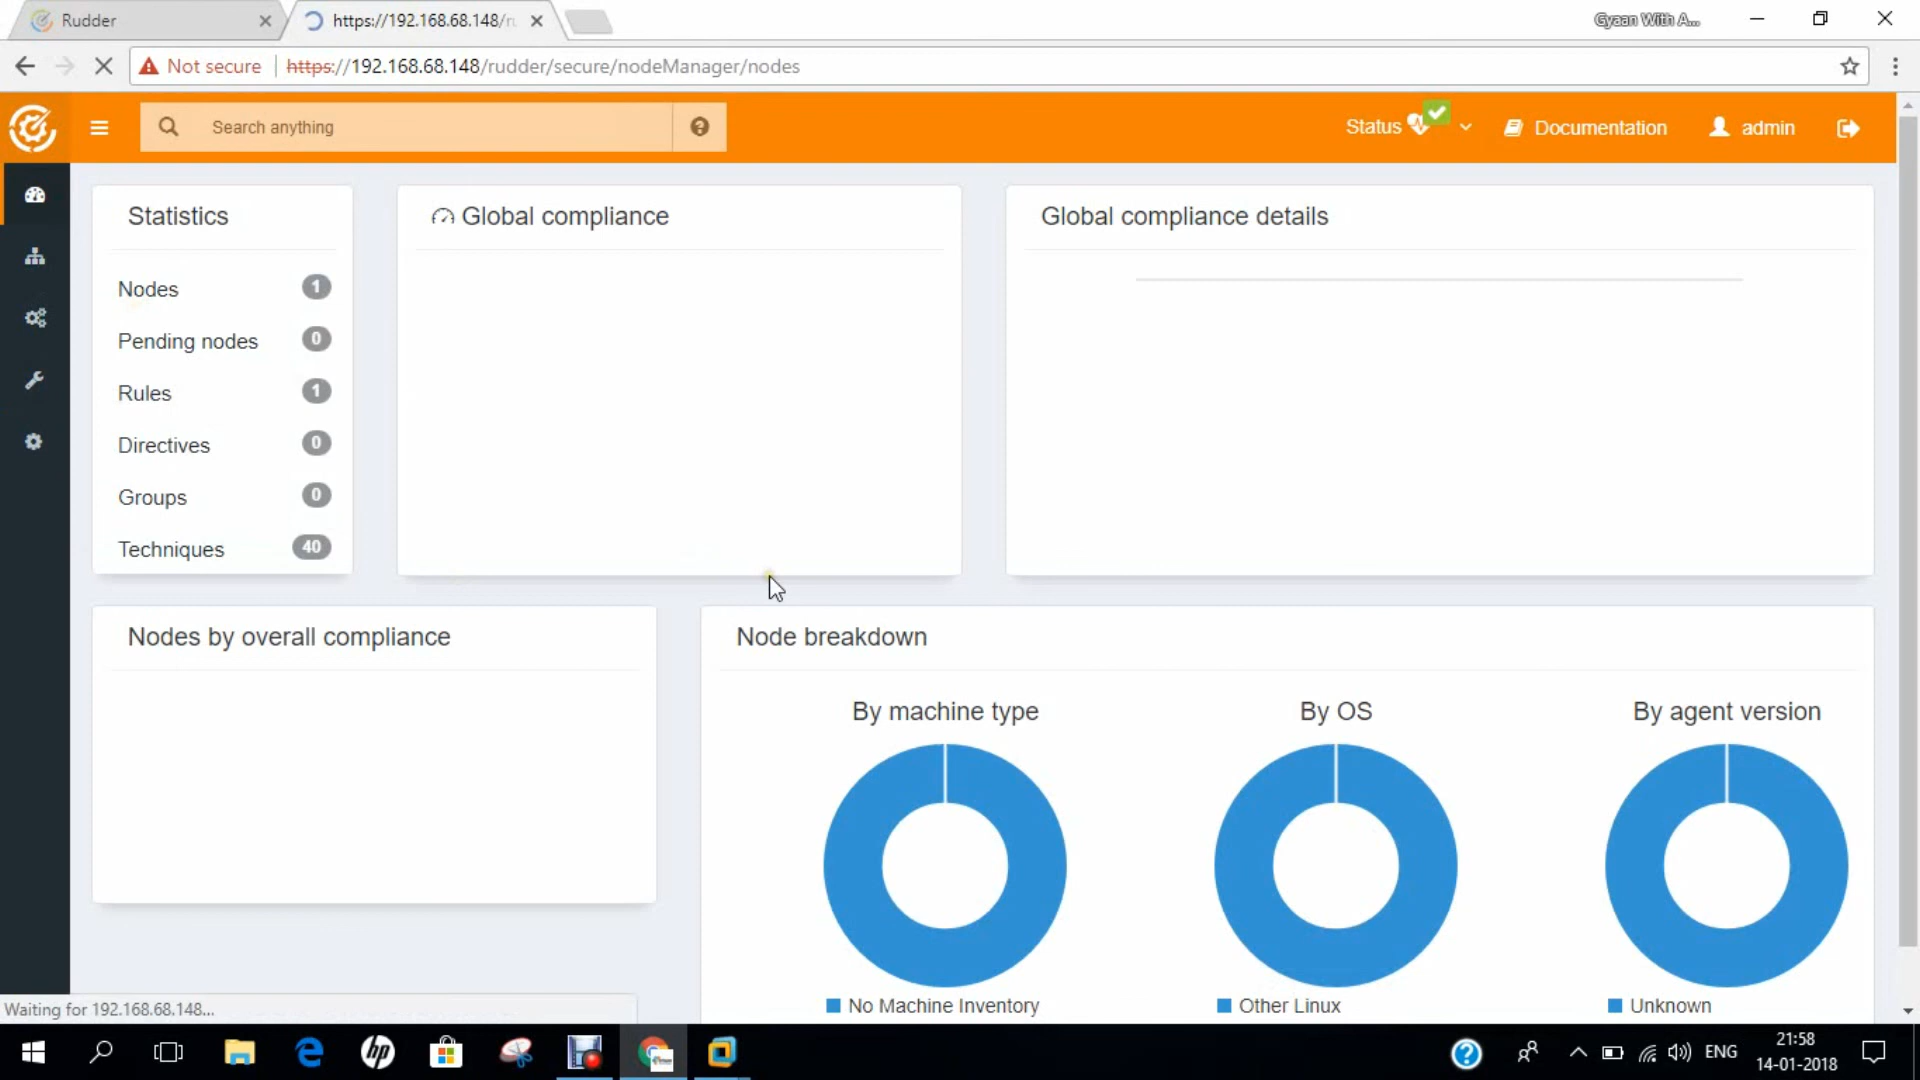 Rudder
https://192.168.68.148/ru
Gyaan With A...
Not secure
https://192.168.68.148/rudder/secure/nodeManager/nodes
Search anything
Status
Documentation
admin
Statistics
Nodes 1
Pending nodes 0
Rules 1
Directives 0
Groups 0
Techniques 40
Global compliance
Global compliance details
Nodes by overall compliance
Node breakdown
By machine type
By OS
By agent version
No Machine Inventory
Other Linux
Unknown
Waiting for 192.168.68.148...
hp
ENG
21:58
14-01-2018